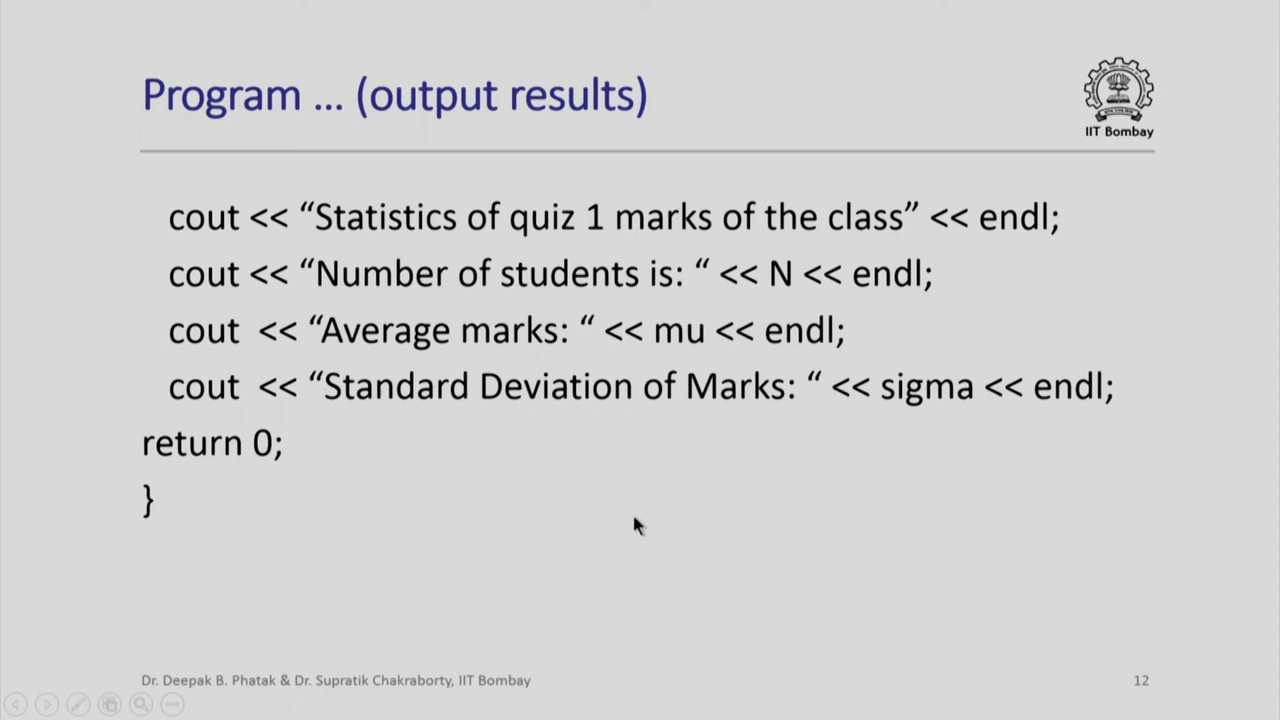 Program ... (output results)
IIT Bombay
cout << “Statistics of quiz 1 marks of the class” << endl;
cout << “Number of students is: “ << N << endl;
cout  << “Average marks: “ << mu << endl;
cout  << “Standard Deviation of Marks: “ << sigma << endl;
return 0;
}
Dr. Deepak B. Phatak & Dr. Supratik Chakraborty, IIT Bombay
12